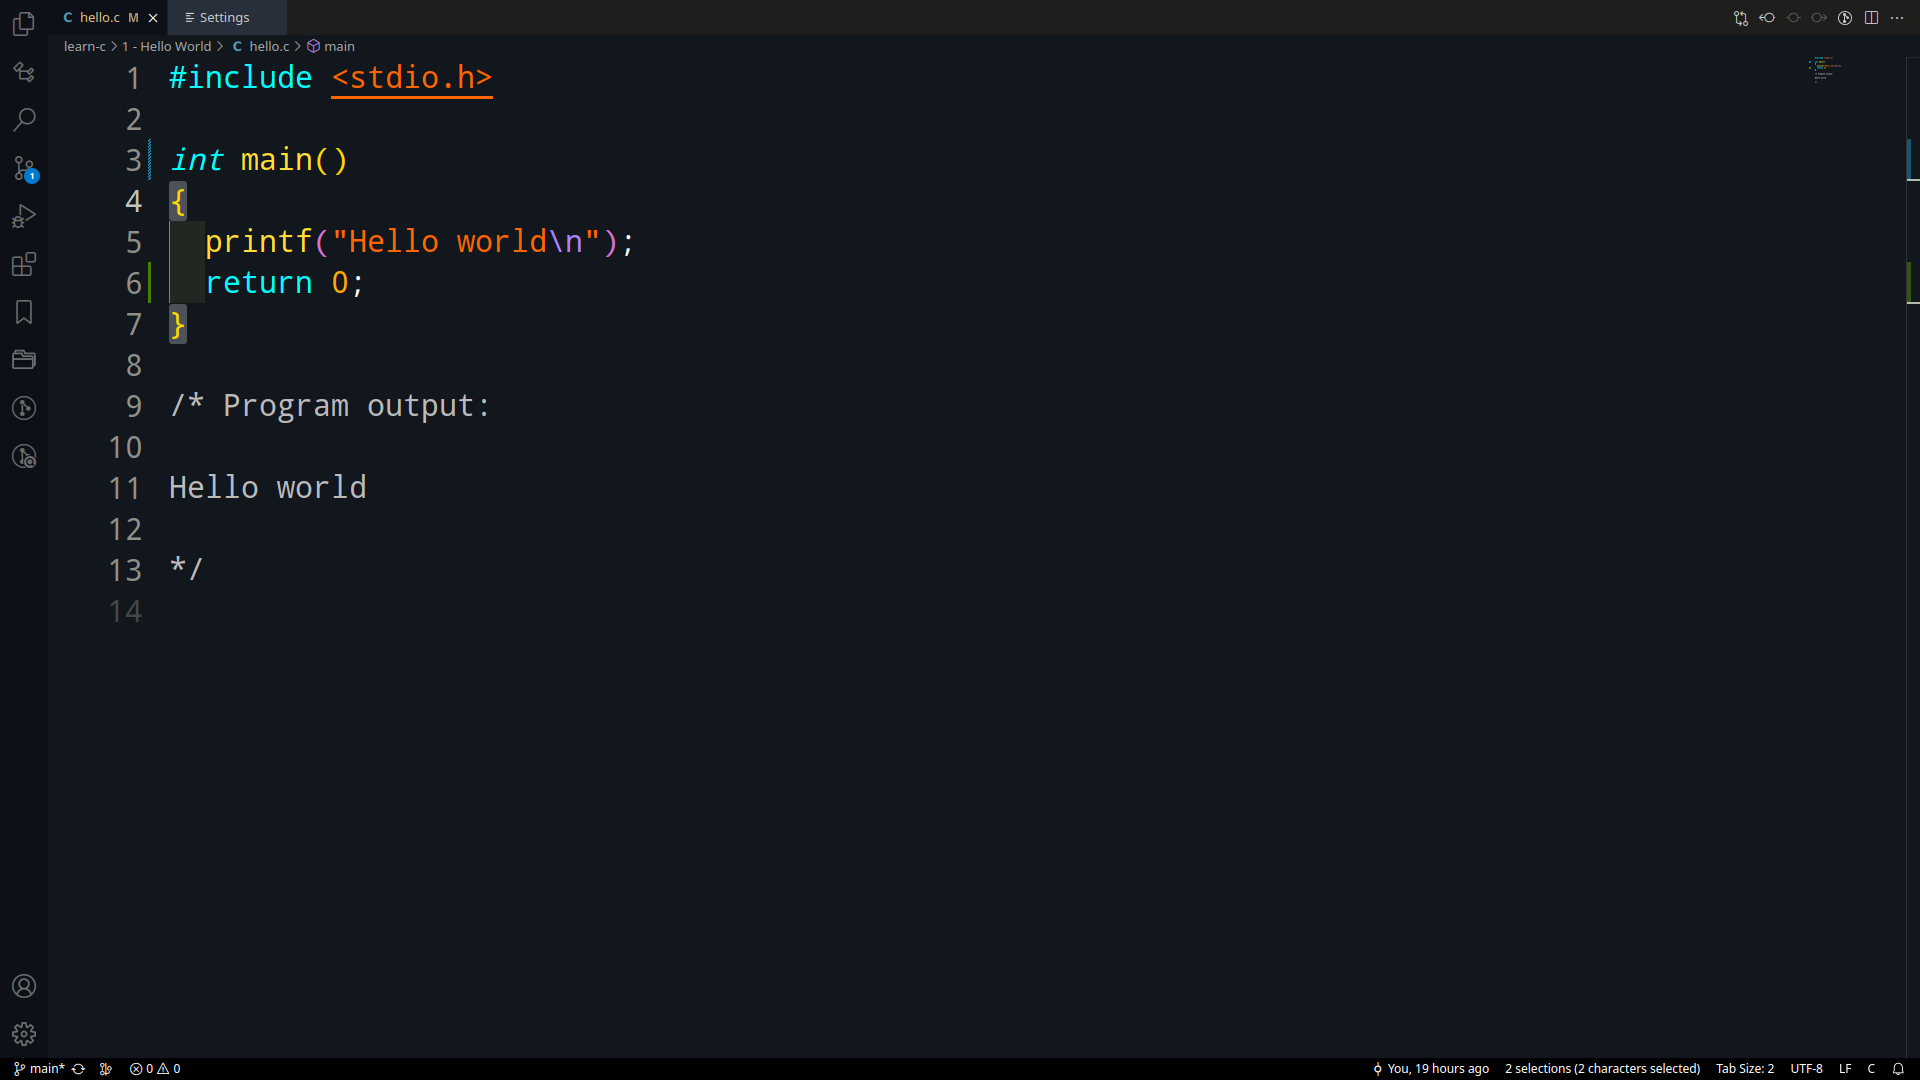 C hello.c M
Settings
learn-c > 1 - Hello World > C hello.c > main
1 #include <stdio.h>
2
3 int main()
4 {
5   printf("Hello world\n");
6   return 0;
7 }
8
9 /* Program output:
10
11 Hello world
12
13 */
14
1
main* 0 0 You, 19 hours ago 2 selections (2 characters selected) Tab Size: 2 UTF-8 LF C